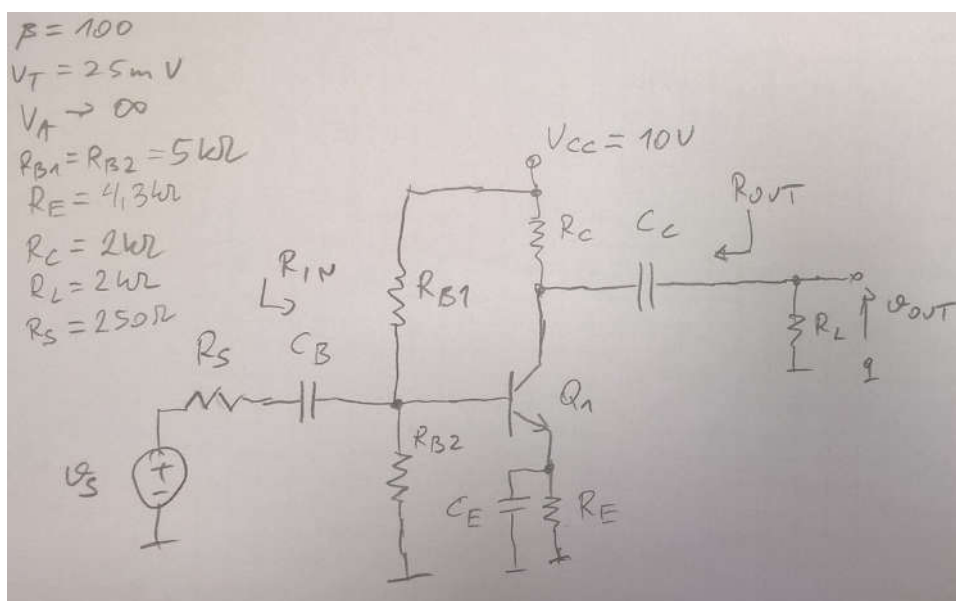 β = 100
V_T = 25mV
V_A → ∞
R_B1 = R_B2 = 5kΩ
R_E = 4,3kΩ
R_C = 2kΩ
R_L = 2kΩ
R_S = 250Ω
V_CC = 10V
R_OUT
R_C
C_C
R_IN
R_B1
R_L
v_OUT
R_S
C_B
Q_1
R_B2
v_S
+
-
C_E
R_E